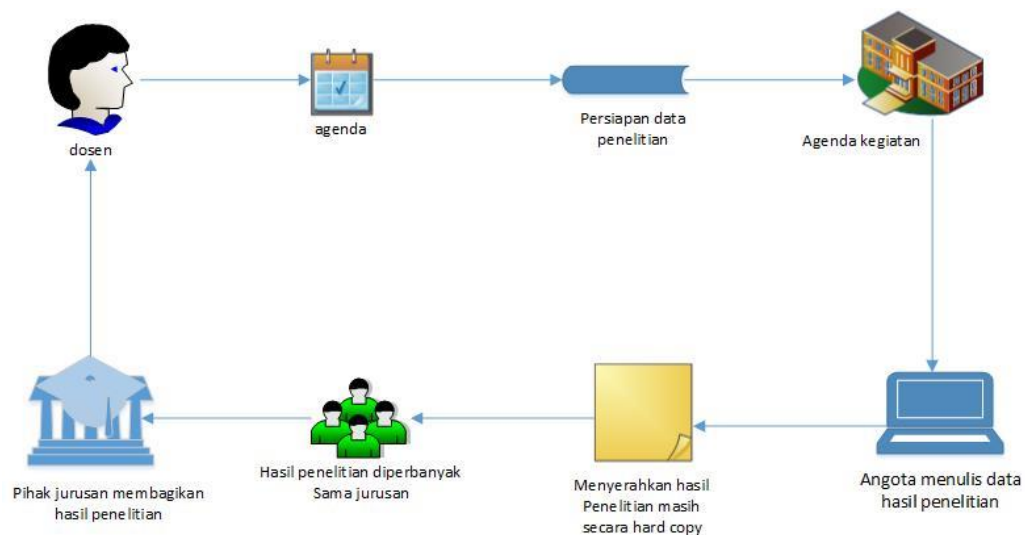 dosen
agenda
Persiapan data
penelitian
Agenda kegiatan
Pihak jurusan membagikan
hasil penelitian
Hasil penelitian diperbanyak
Sama jurusan
Menyerahkan hasil
Penelitian masih
secara hard copy
Angota menulis data
hasil penelitian